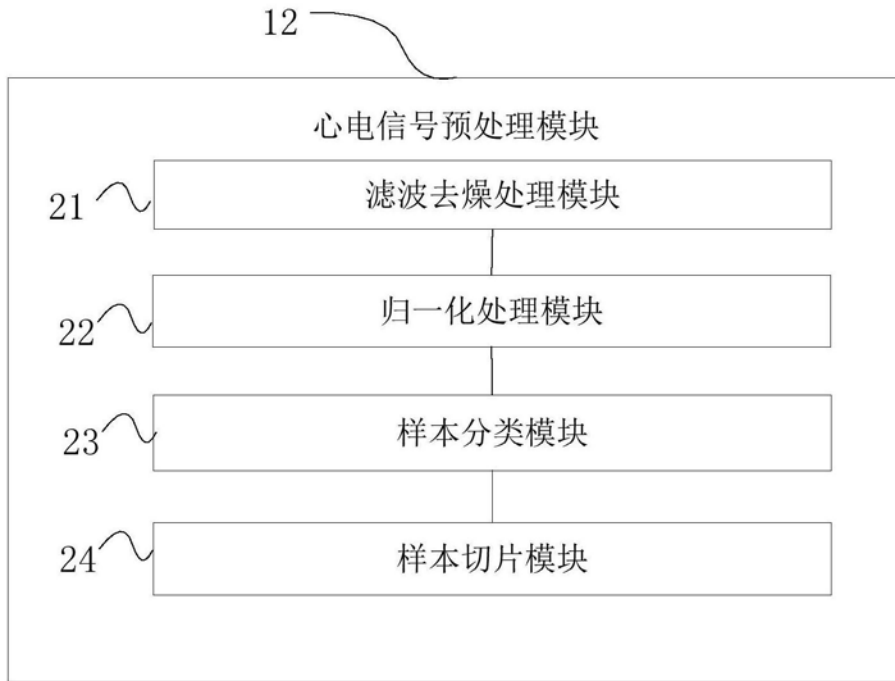 12
心电信号预处理模块
21
滤波去燥处理模块
22
归一化处理模块
23
样本分类模块
24
样本切片模块